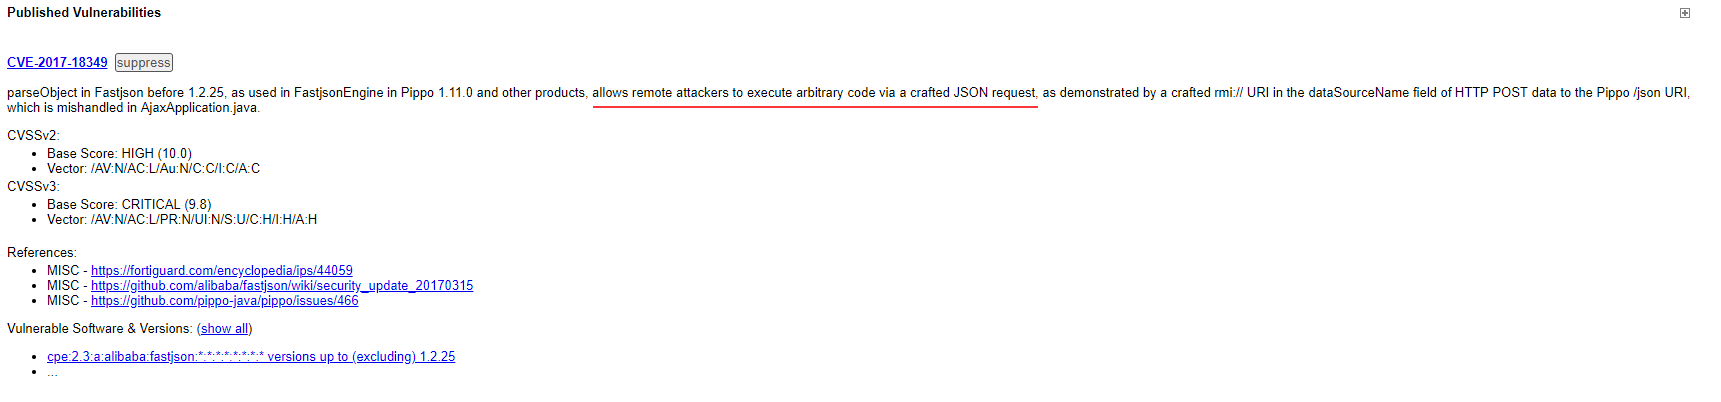 Published Vulnerabilities
CVE-2017-18349 suppress
parseObject in Fastjson before 1.2.25, as used in FastjsonEngine in Pippo 1.11.0 and other products, allows remote attackers to execute arbitrary code via a crafted JSON request, as demonstrated by a crafted rmi:// URI in the dataSourceName field of HTTP POST data to the Pippo /json URI,
which is mishandled in AjaxApplication.java.
CVSSv2:
• Base Score: HIGH (10.0)
• Vector: /AV:N/AC:L/Au:N/C:C/I:C/A:C
CVSSv3:
• Base Score: CRITICAL (9.8)
• Vector: /AV:N/AC:L/PR:N/UI:N/S:U/C:H/I:H/A:H
References:
• MISC - https://fortiguard.com/encyclopedia/ips/44059
• MISC - https://github.com/alibaba/fastjson/wiki/security_update_20170315
• MISC - https://github.com/pippo-java/pippo/issues/466
Vulnerable Software & Versions: (show all)
• cpe:2.3:a:alibaba:fastjson:*:*:*:*:*:*:*:* versions up to (excluding) 1.2.25
• ...